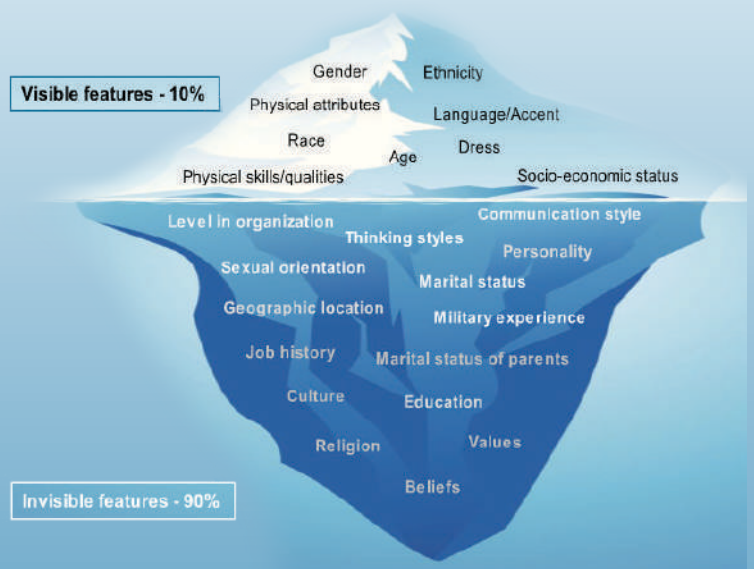 Gender
Ethnicity
Visible features - 10%
Physical attributes
Language/Accent
Race
Dress
Age
Physical skills/qualities
Socio-economic status
Level in organization
Communication style
Thinking styles
Personality
Sexual orientation
Marital status
Geographic location
Military experience
Job history
Marital status of parents
Culture
Education
Religion
Values
Beliefs
Invisible features - 90%